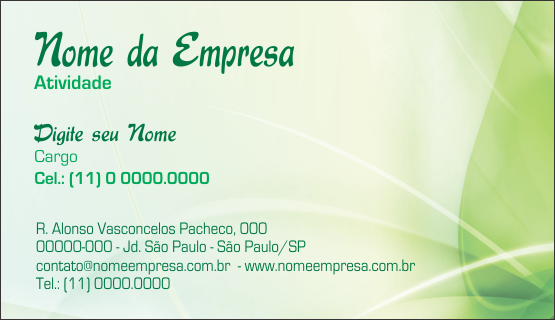 Nome da Empresa
Atividade
Digite seu Nome
Cargo
Cel.: (11) 0 0000.0000
R. Alonso Vasconcelos Pacheco, 000
00000-000 - Jd. São Paulo - São Paulo/SP
contato@nomeempresa.com.br - www.nomeempresa.com.br
Tel.: (11) 0000.0000